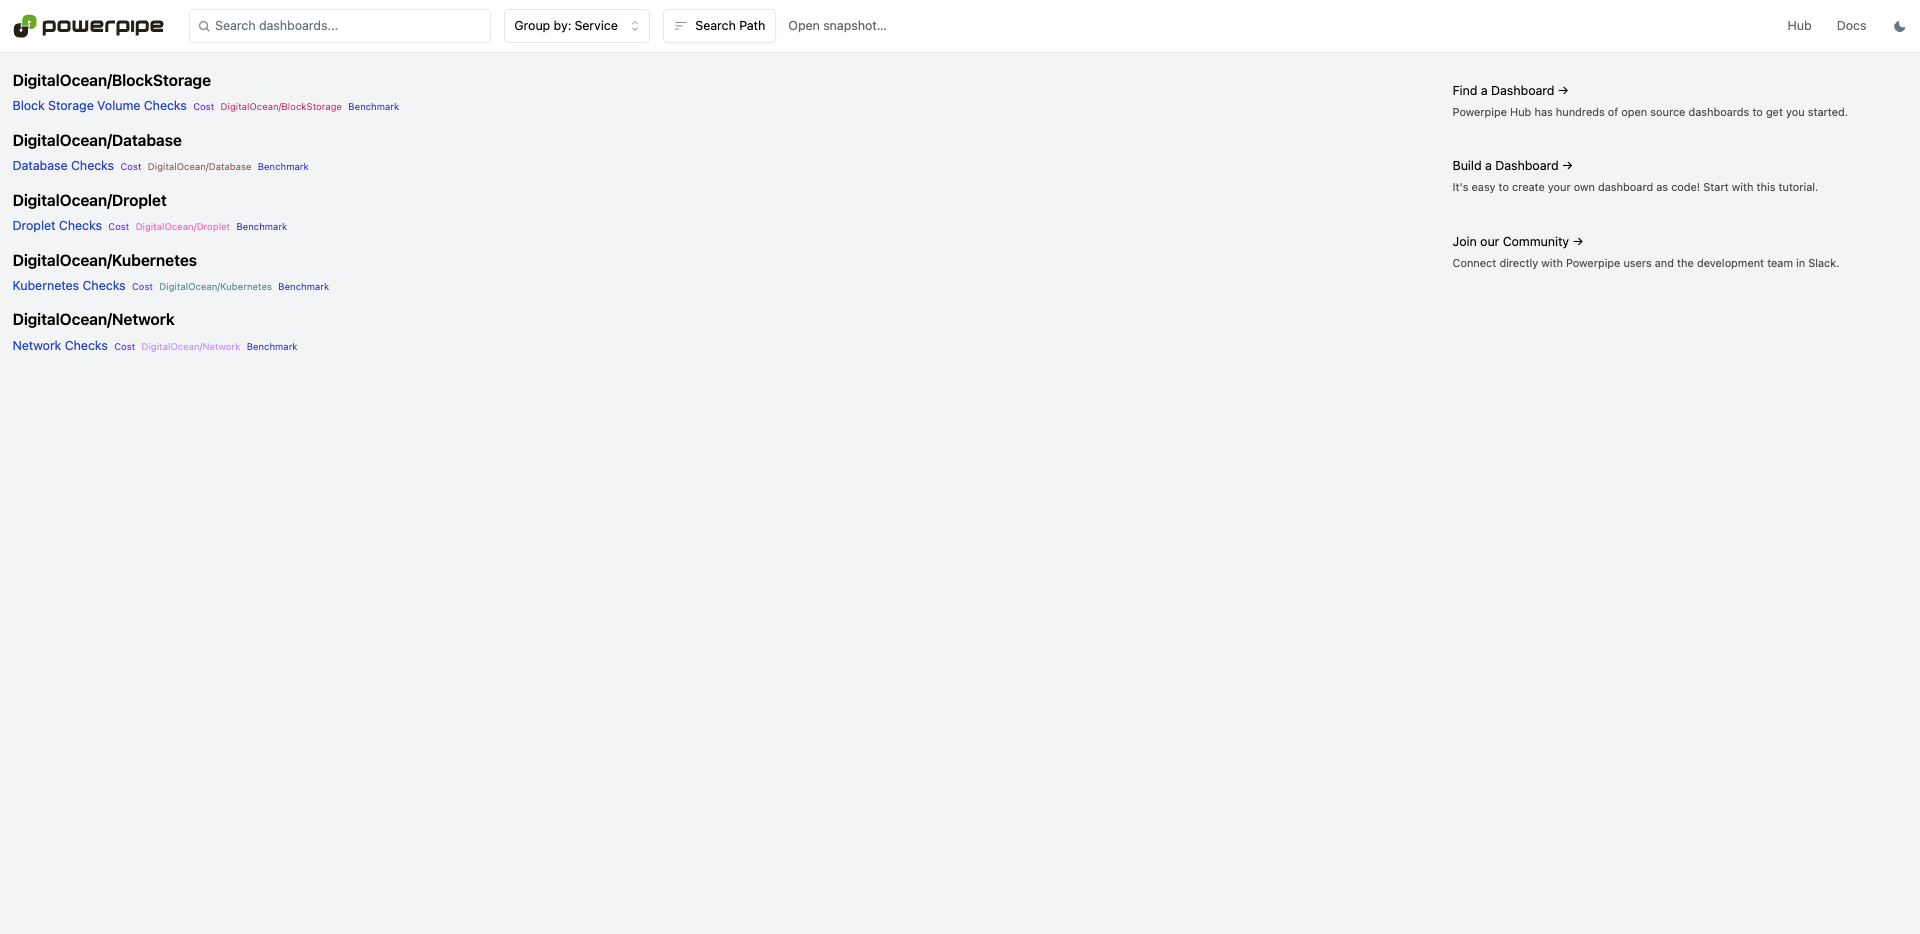 powerpipe Search dashboards... Group by: Service Search Path Open snapshot... Hub Docs
DigitalOcean/BlockStorage
Block Storage Volume Checks Cost DigitalOcean/BlockStorage Benchmark
DigitalOcean/Database
Database Checks Cost DigitalOcean/Database Benchmark
DigitalOcean/Droplet
Droplet Checks Cost DigitalOcean/Droplet Benchmark
DigitalOcean/Kubernetes
Kubernetes Checks Cost DigitalOcean/Kubernetes Benchmark
DigitalOcean/Network
Network Checks Cost DigitalOcean/Network Benchmark
Find a Dashboard →
Powerpipe Hub has hundreds of open source dashboards to get you started.
Build a Dashboard →
It's easy to create your own dashboard as code! Start with this tutorial.
Join our Community →
Connect directly with Powerpipe users and the development team in Slack.